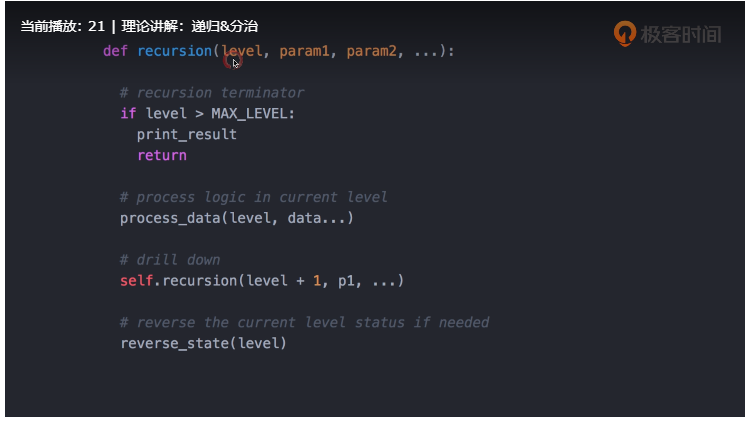 当前播放：21 | 理论讲解：递归&分治
极客时间
def recursion(level, param1, param2, ...):
# recursion terminator
if level > MAX_LEVEL:
print_result
return
# process logic in current level
process_data(level, data...)
# drill down
self.recursion(level + 1, p1, ...)
# reverse the current level status if needed
reverse_state(level)